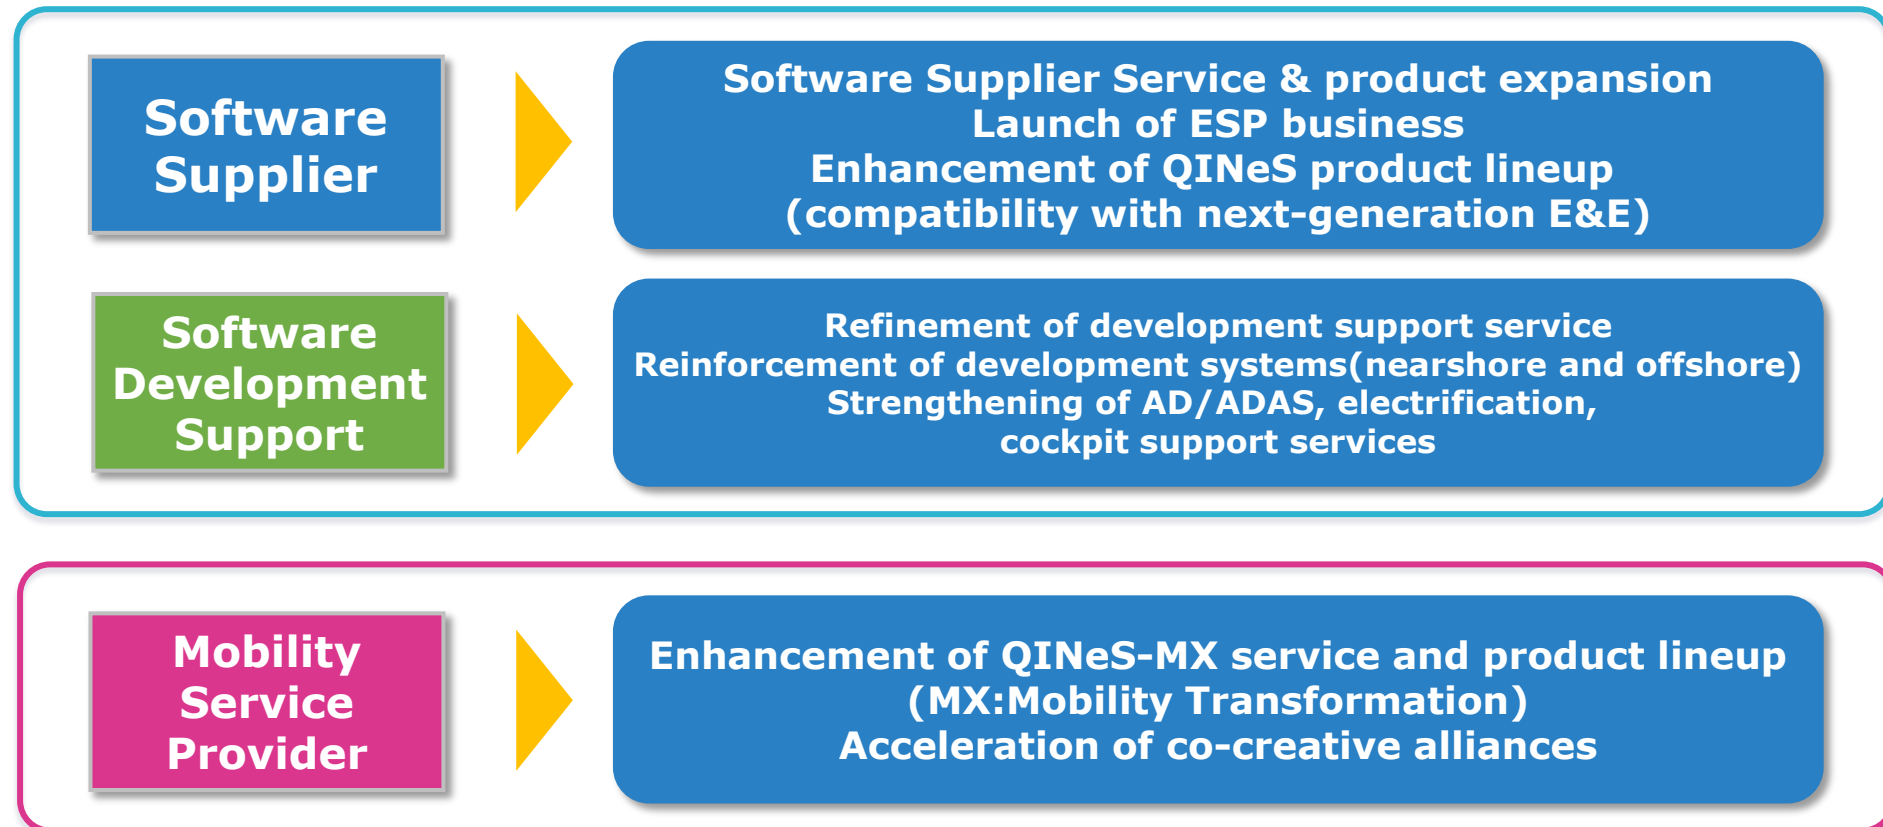 Software
Supplier
Software Supplier Service & product expansion
Launch of ESP business
Enhancement of QINeS product lineup
(compatibility with next-generation E&E)
Software
Development
Support
Refinement of development support service
Reinforcement of development systems(nearshore and offshore)
Strengthening of AD/ADAS, electrification,
cockpit support services
Mobility
Service
Provider
Enhancement of QINeS-MX service and product lineup
(MX:Mobility Transformation)
Acceleration of co-creative alliances